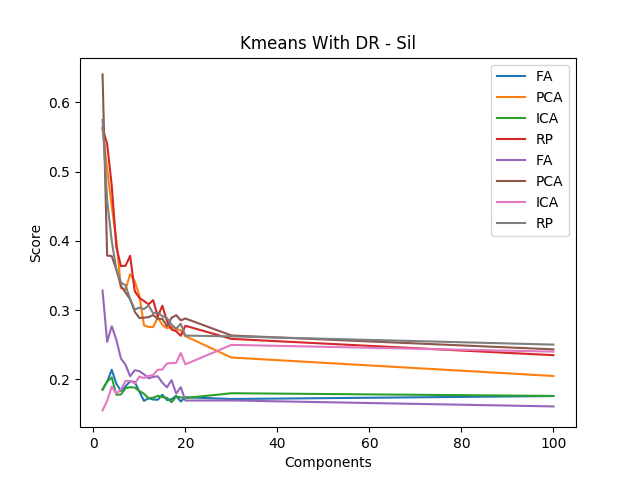 Kmeans With DR - Sil
FA
PCA
ICA
RP
FA
PCA
ICA
RP
Score
0.6
0.5
0.4
0.3
0.2
0
20
40
60
80
100
Components